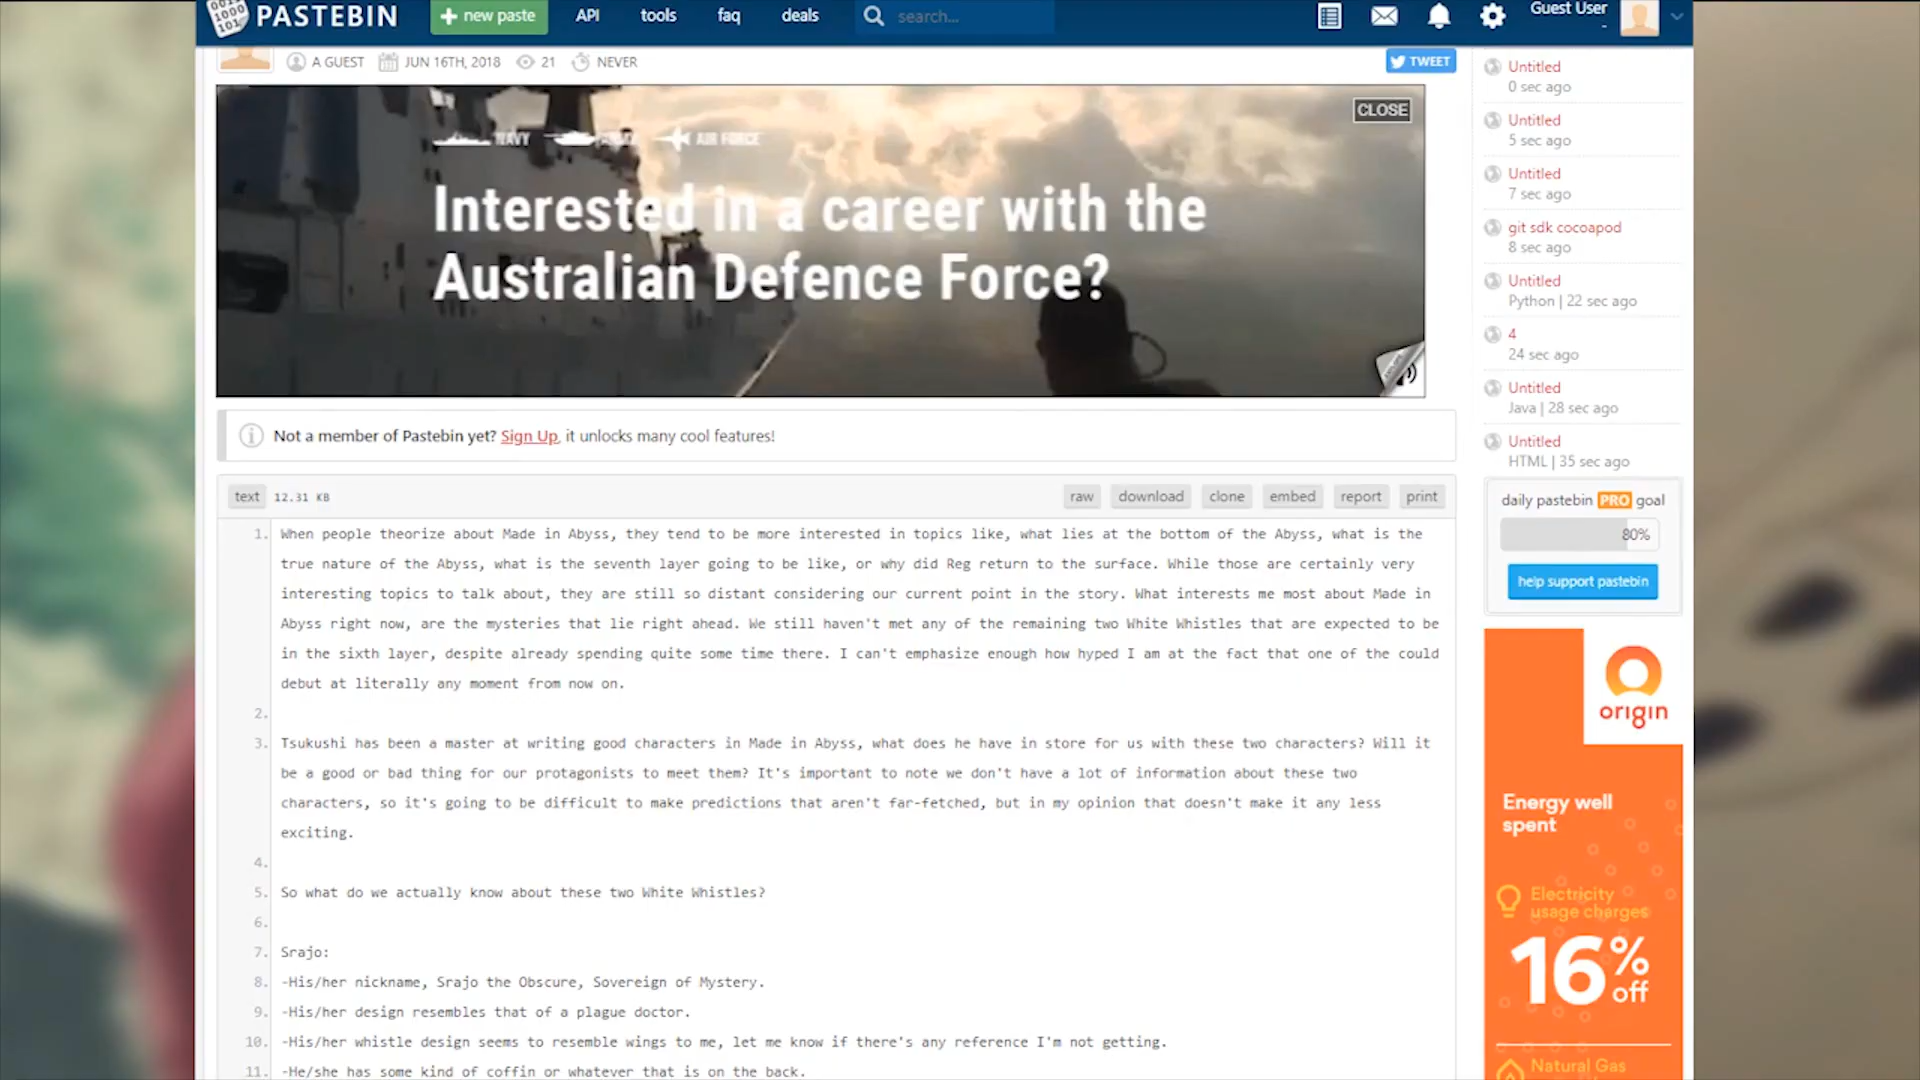 PASTEBIN
new paste
API
tools
faq
deals
search...
Guest User
-
A GUEST
JUN 16TH, 2018
21
NEVER
TWEET
NAVY
AIR FORCE
CLOSE
Interested in a career with the
Australian Defence Force?
Not a member of Pastebin yet? Sign Up, it unlocks many cool features!
text
12.31 KB
raw
download
clone
embed
report
print
1. When people theorize about Made in Abyss, they tend to be more interested in topics like, what lies at the bottom of the Abyss, what is the
true nature of the Abyss, what is the seventh layer going to be like, or why did Reg return to the surface. While those are certainly very
interesting topics to talk about, they are still so distant considering our current point in the story. What interests me most about Made in
Abyss right now, are the mysteries that lie right ahead. We still haven't met any of the remaining two White Whistles that are expected to be
in the sixth layer, despite already spending quite some time there. I can't emphasize enough how hyped I am at the fact that one of the could
debut at literally any moment from now on.
2.
3. Tsukushi has been a master at writing good characters in Made in Abyss, what does he have in store for us with these two characters? Will it
be a good or bad thing for our protagonists to meet them? It's important to note we don't have a lot of information about these two
characters, so it's going to be difficult to make predictions that aren't far-fetched, but in my opinion that doesn't make it any less
exciting.
4.
5. So what do we actually know about these two White Whistles?
6.
7. Srajo:
8. -His/her nickname, Srajo the Obscure, Sovereign of Mystery.
9. -His/her design resembles that of a plague doctor.
10. -His/her whistle design seems to resemble wings to me, let me know if there's any reference I'm not getting.
11. -He/she has some kind of coffin or whatever that is on the back.
Untitled
0 sec ago
Untitled
5 sec ago
Untitled
7 sec ago
git sdk cocoapod
8 sec ago
Untitled
Python | 22 sec ago
4
24 sec ago
Untitled
Java | 28 sec ago
Untitled
HTML | 35 sec ago
daily pastebin PRO goal
80%
help support pastebin
origin
Energy well
spent
Electricity
usage charges
16%
off
Natural Gas